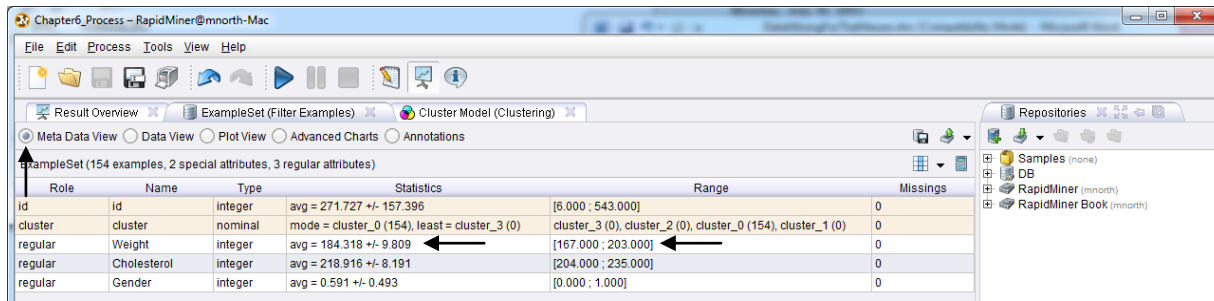 Chapter6_Process – RapidMiner@mnorth-Mac
File Edit Process Tools View Help
Result Overview ExampleSet (Filter Examples) Cluster Model (Clustering) Repositories
Meta Data View Data View Plot View Advanced Charts Annotations
ExampleSet (154 examples, 2 special attributes, 3 regular attributes)
Role Name Type Statistics Range Missings
id id integer avg = 271.727 +/- 157.396 [6.000 ; 543.000] 0
cluster cluster nominal mode = cluster_0 (154), least = cluster_3 (0) cluster_3 (0), cluster_2 (0), cluster_0 (154), cluster_1 (0) 0
regular Weight integer avg = 184.318 +/- 9.809 [167.000 ; 203.000] 0
regular Cholesterol integer avg = 218.916 +/- 8.191 [204.000 ; 235.000] 0
regular Gender integer avg = 0.591 +/- 0.493 [0.000 ; 1.000] 0
Samples (none)
DB
RapidMiner (mnorth)
RapidMiner Book (mnorth)